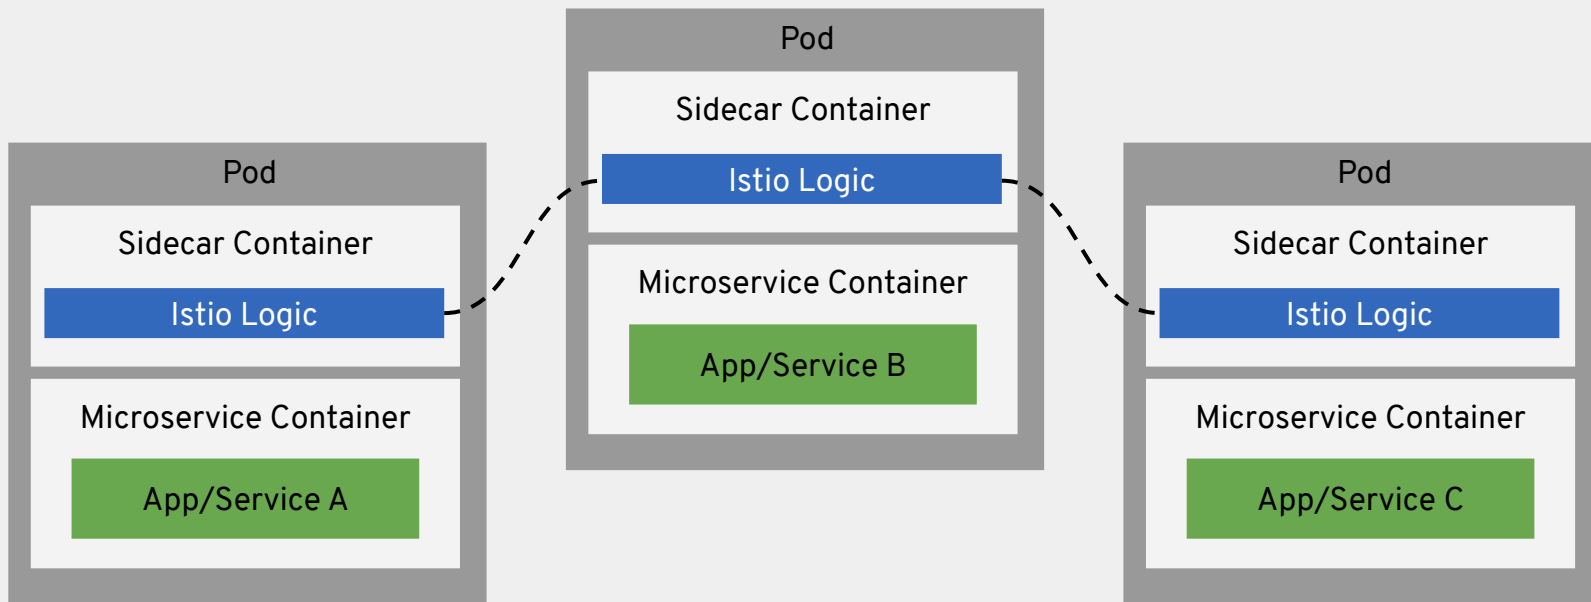 Pod
Sidecar Container
Istio Logic
Microservice Container
App/Service A
Pod
Sidecar Container
Istio Logic
Microservice Container
App/Service B
Pod
Sidecar Container
Istio Logic
Microservice Container
App/Service C